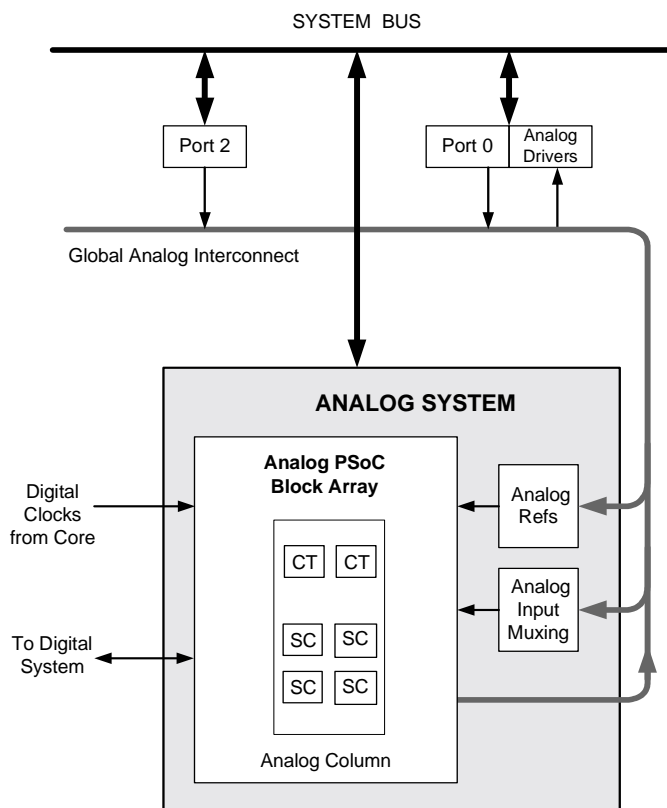 SYSTEM BUS
Port 2
Port 0
Analog
Drivers
Global Analog Interconnect
ANALOG SYSTEM
Analog PSoC
Block Array
Digital
Clocks
from Core
Analog
Refs
CT
CT
Analog
Input
Muxing
To Digital
System
SC
SC
SC
SC
Analog Column